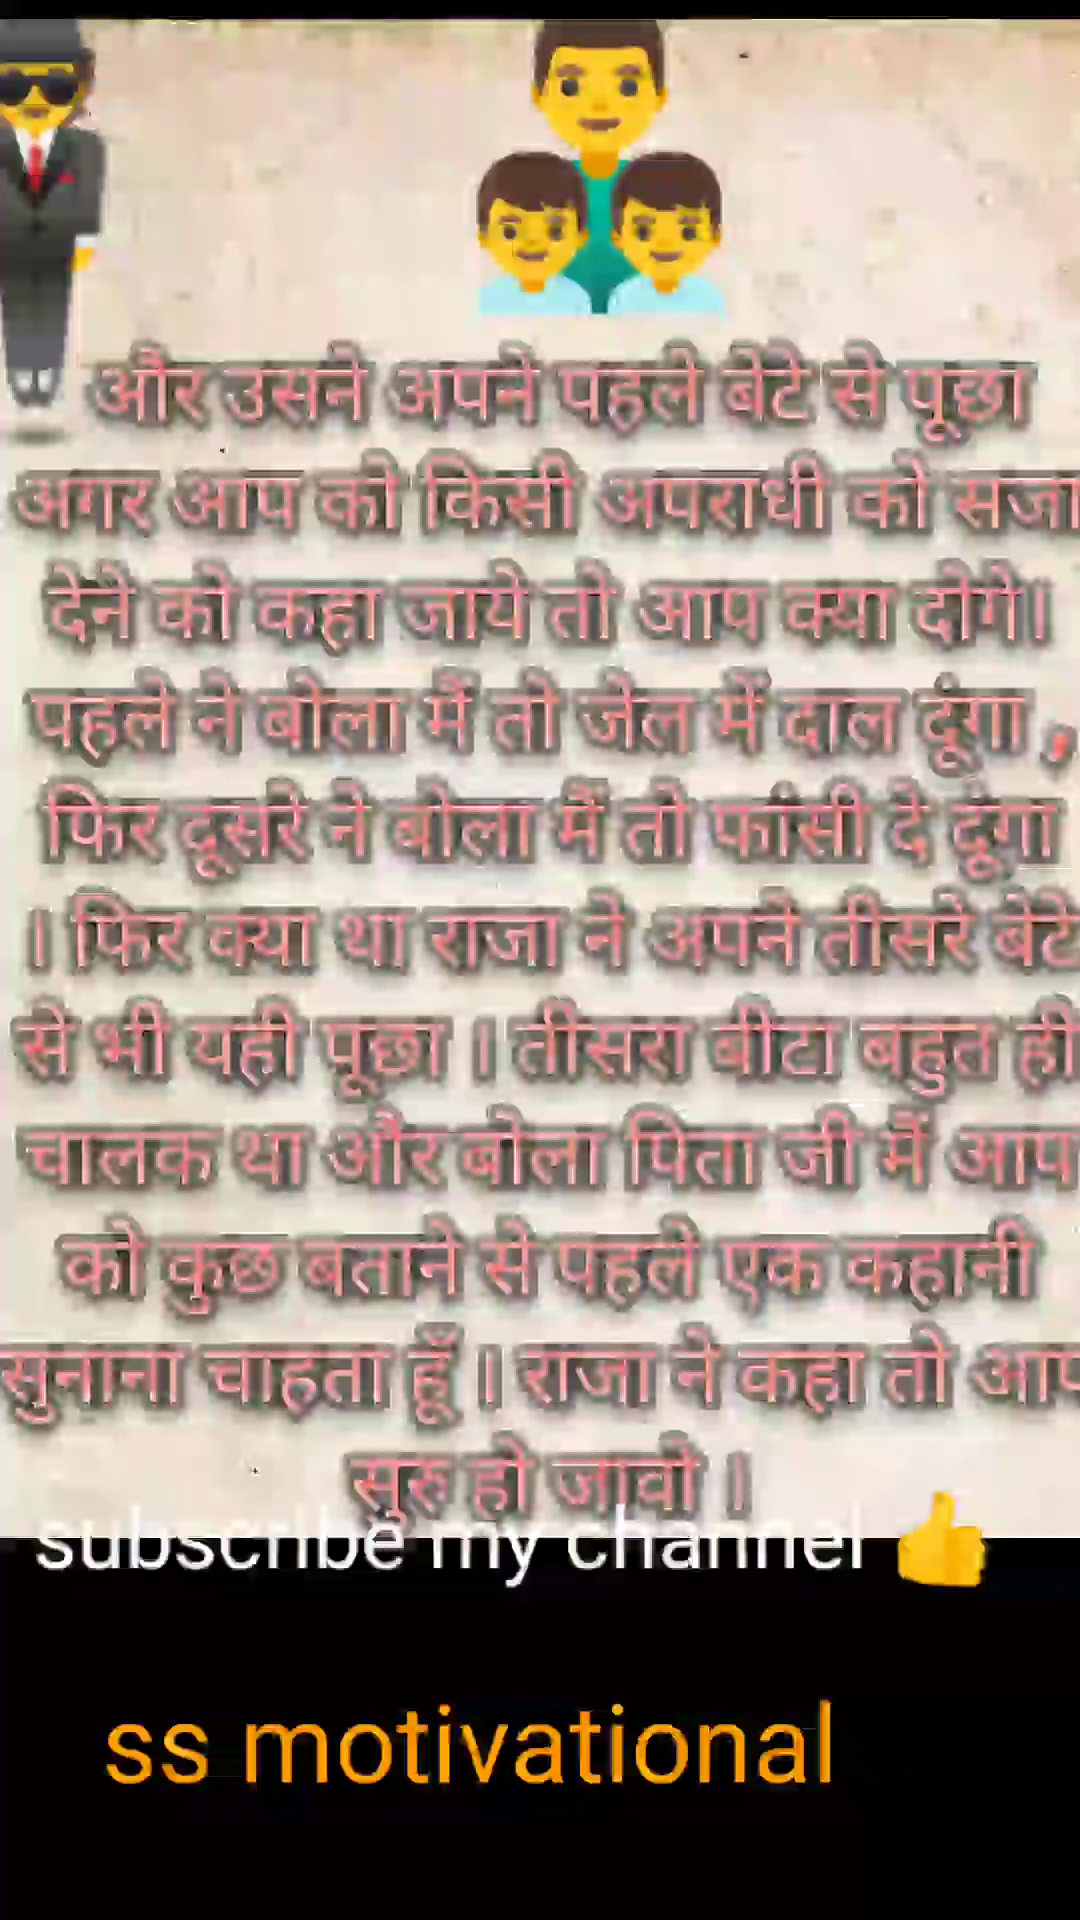 और उसने अपने पहले बेटे से पूछा
अगर आप को किसी अपराधी को सजा
देने को कहा जाये तो आप क्या दोगे।
पहले ने बोला मैं तो जेल में दाल दूंगा ,
फिर दूसरे ने बोला मैं तो फांसी दे दूंगा
। फिर क्या था राजा ने अपने तीसरे बेटे
से भी यही पूछा । तीसरा बीटा बहुत ही
चालक था और बोला पिता जी मैं आप
को कुछ बताने से पहले एक कहानी
सुनाना चाहता हूँ । राजा ने कहा तो आप
सुरु हो जावो ।
subscribe my channel 👍
ss motivational